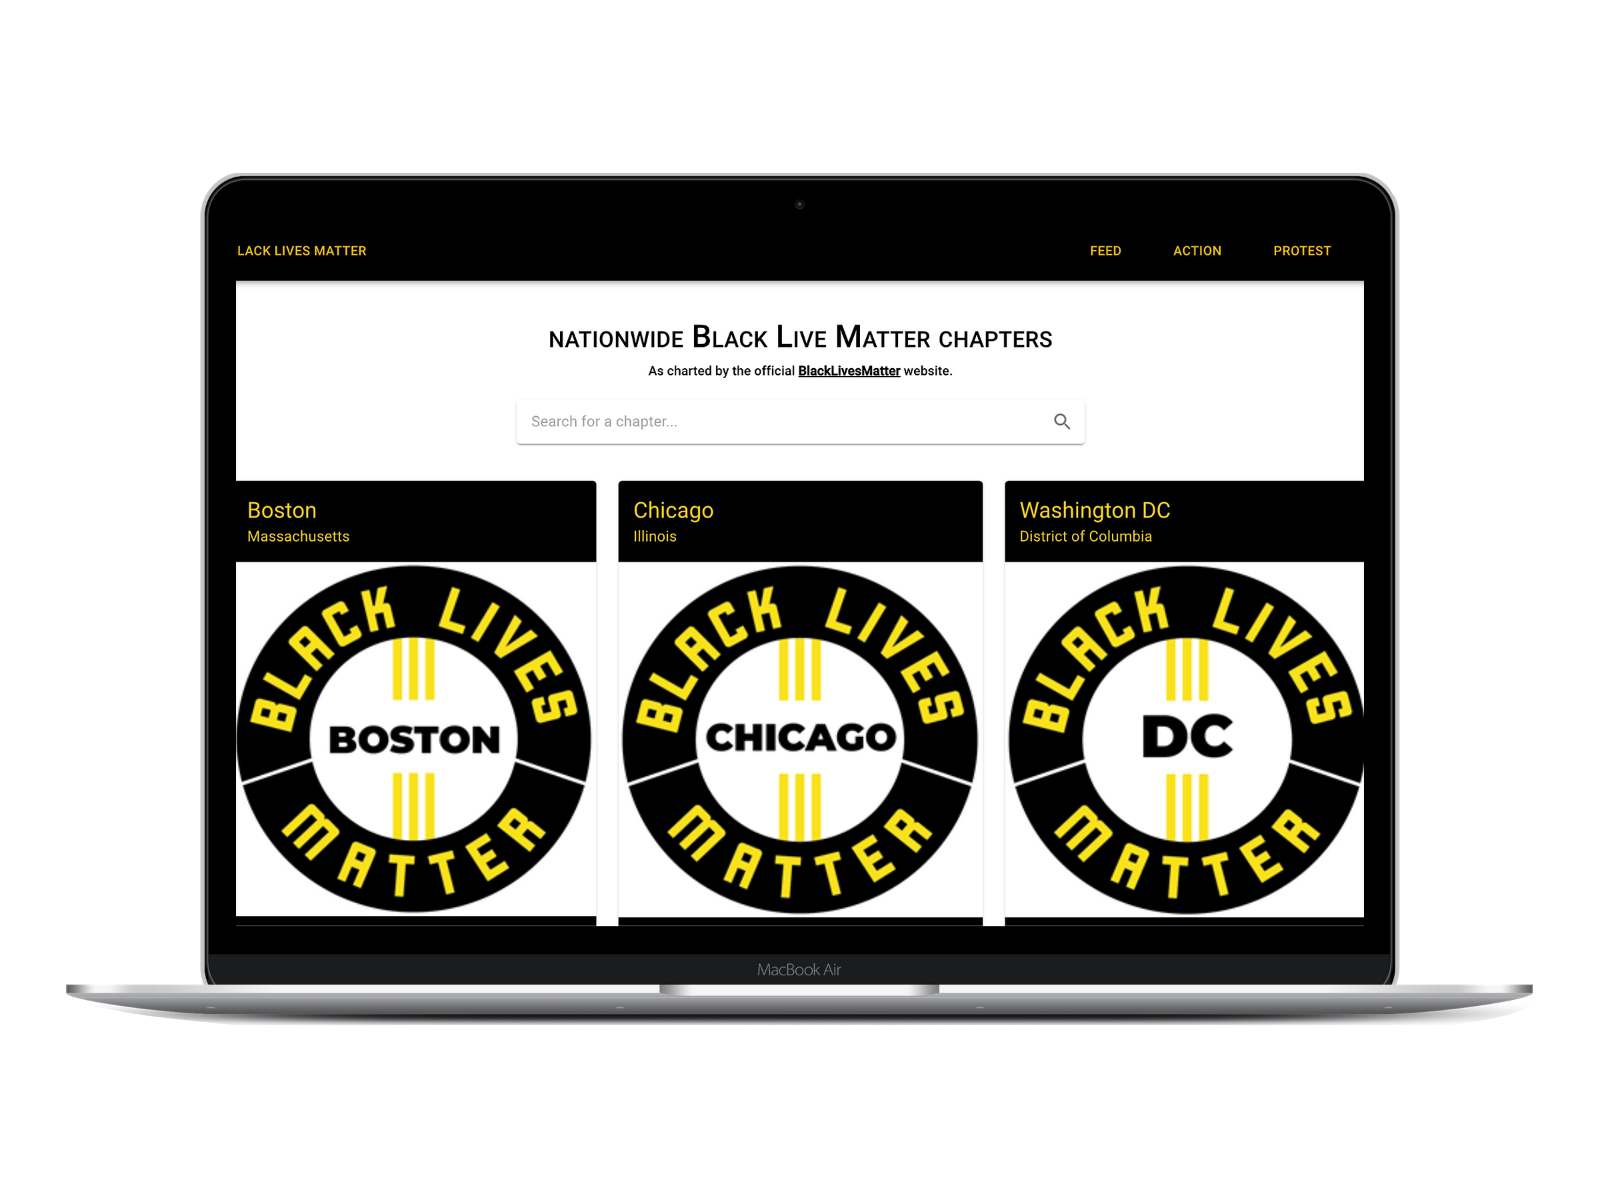 LACK LIVES MATTER
FEED
ACTION
PROTEST
NATIONWIDE BLACK LIVE MATTER CHAPTERS
As charted by the official BlackLivesMatter website.
Search for a chapter...
Boston
Massachusetts
Chicago
Illinois
Washington DC
District of Columbia
BLACK LIVES
BOSTON
MATTER
BLACK LIVES
CHICAGO
MATTER
BLACK LIVES
DC
MATTER
MacBook Air